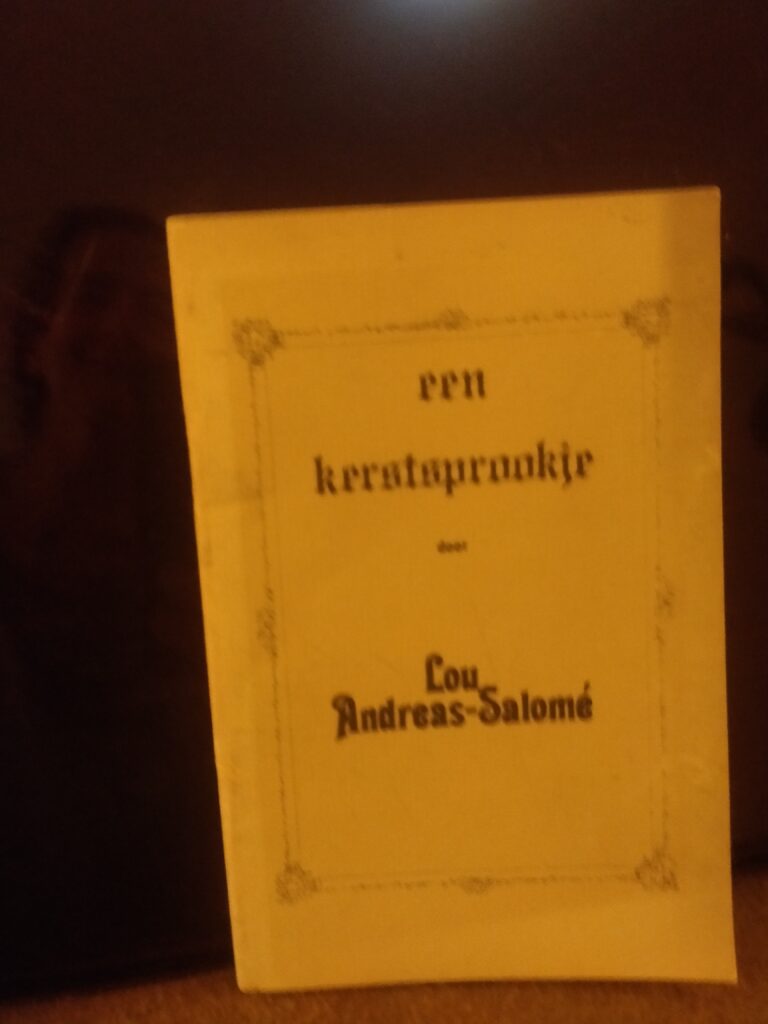 een
kerstsprookje
door
Lou
Andreas-Salomé